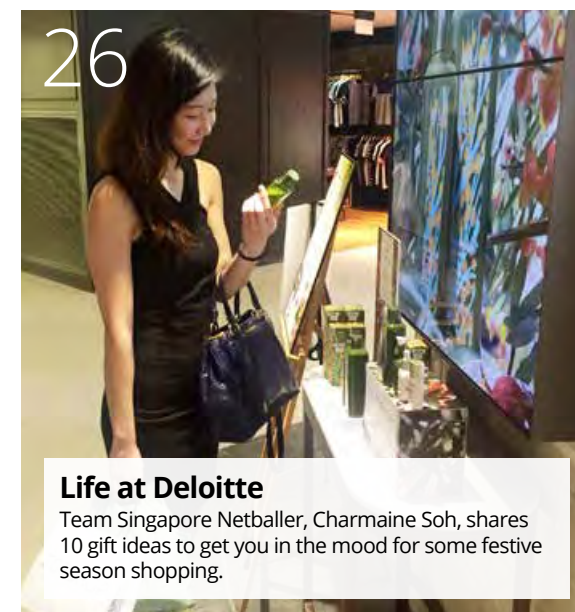 26
Life at Deloitte
Team Singapore Netballer, Charmaine Soh, shares
10 gift ideas to get you in the mood for some festive
season shopping.